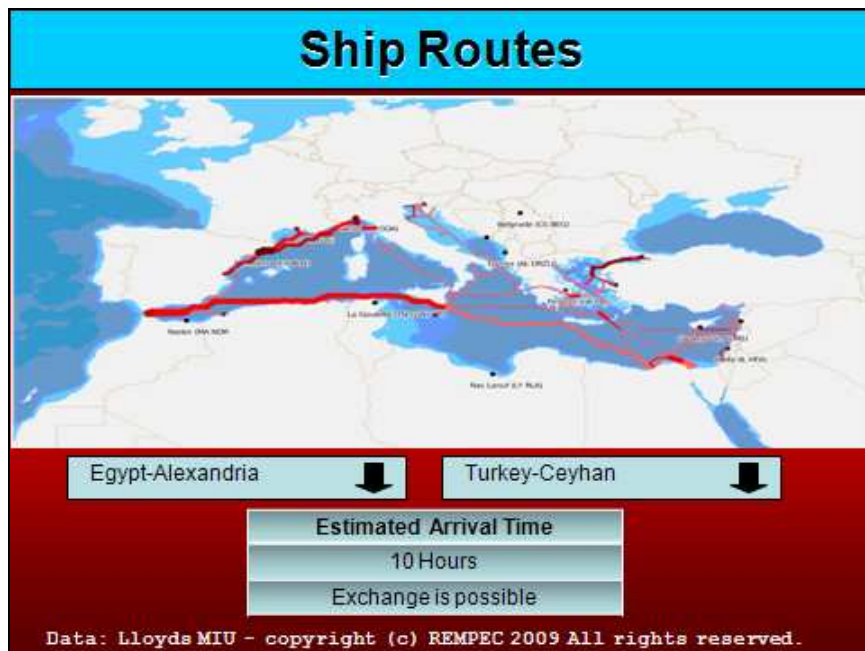 Ship Routes
Egypt-Alexandria
Turkey-Ceyhan
Estimated Arrival Time
10 Hours
Exchange is possible
Data: Lloyds MIU - copyright (c) REMPEC 2009 All rights reserved.